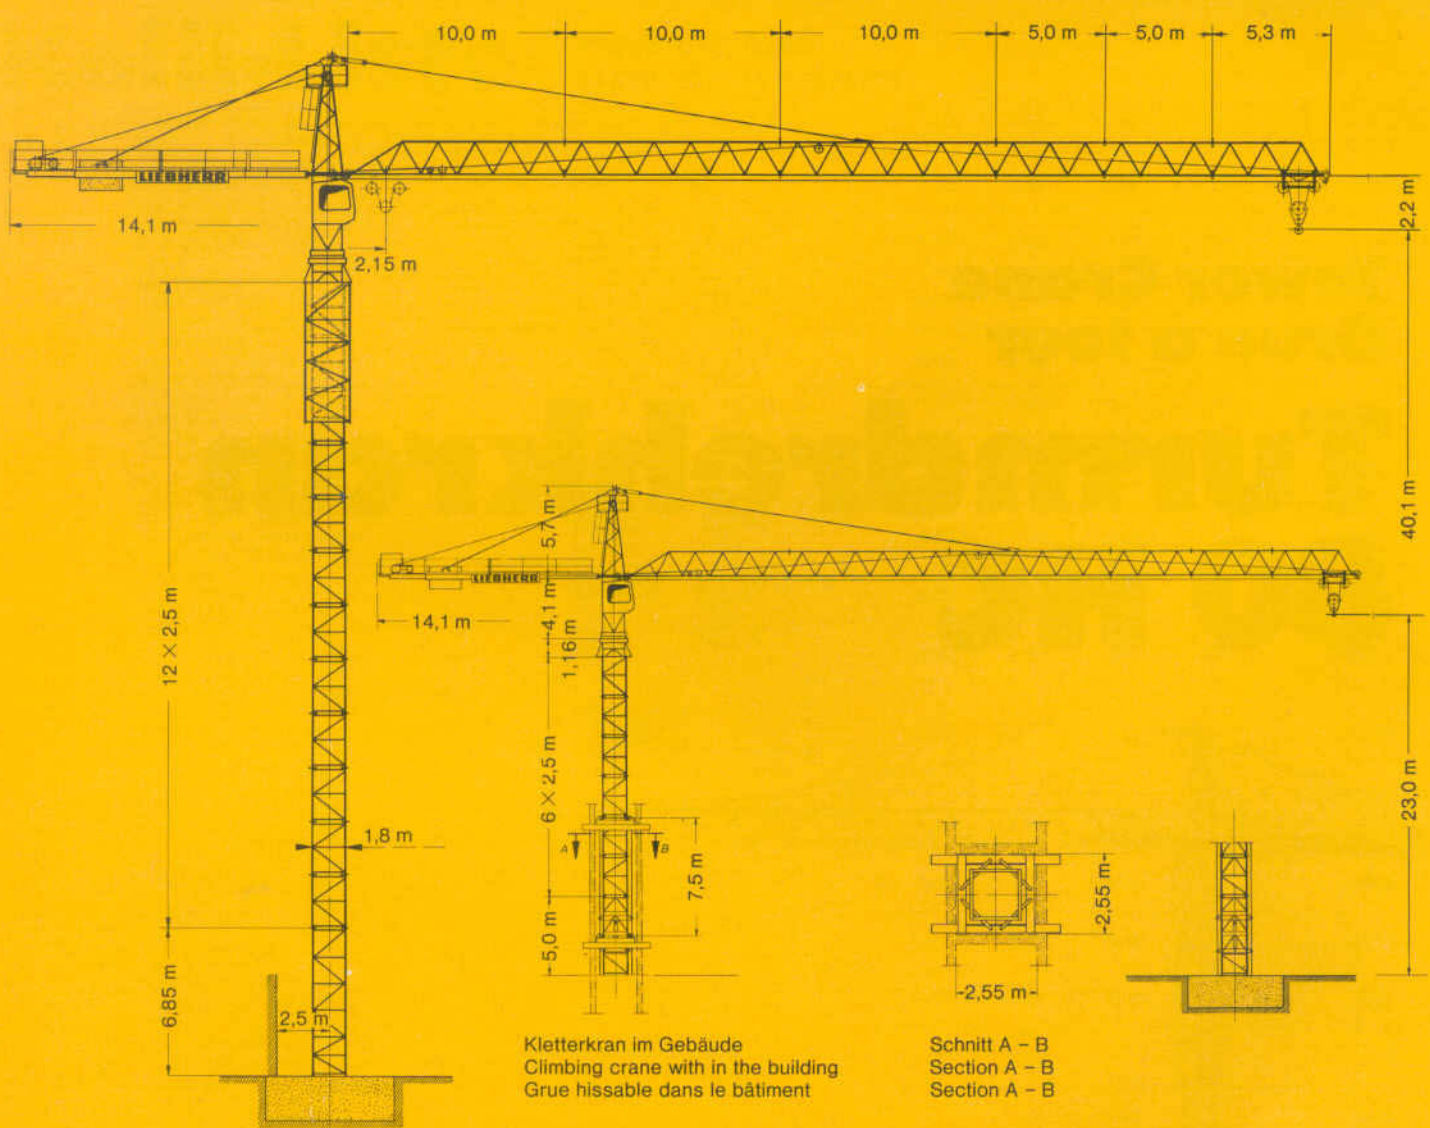 10,0 m
10,0 m
10,0 m
5,0 m
5,0 m
5,3 m
LIEBHERR
14,1 m
2,15 m
2,2 m
40,1 m
12 × 2,5 m
5,7 m
LIEBHERR
4,1 m
14,1 m
1,16 m
6 × 2,5 m
23,0 m
1,8 m
A
B
7,5 m
2,55 m
5,0 m
6,85 m
2,5 m
2,55 m
Kletterkran im Gebäude
Climbing crane with in the building
Grue hissable dans le bâtiment
Schnitt A – B
Section A – B
Section A – B